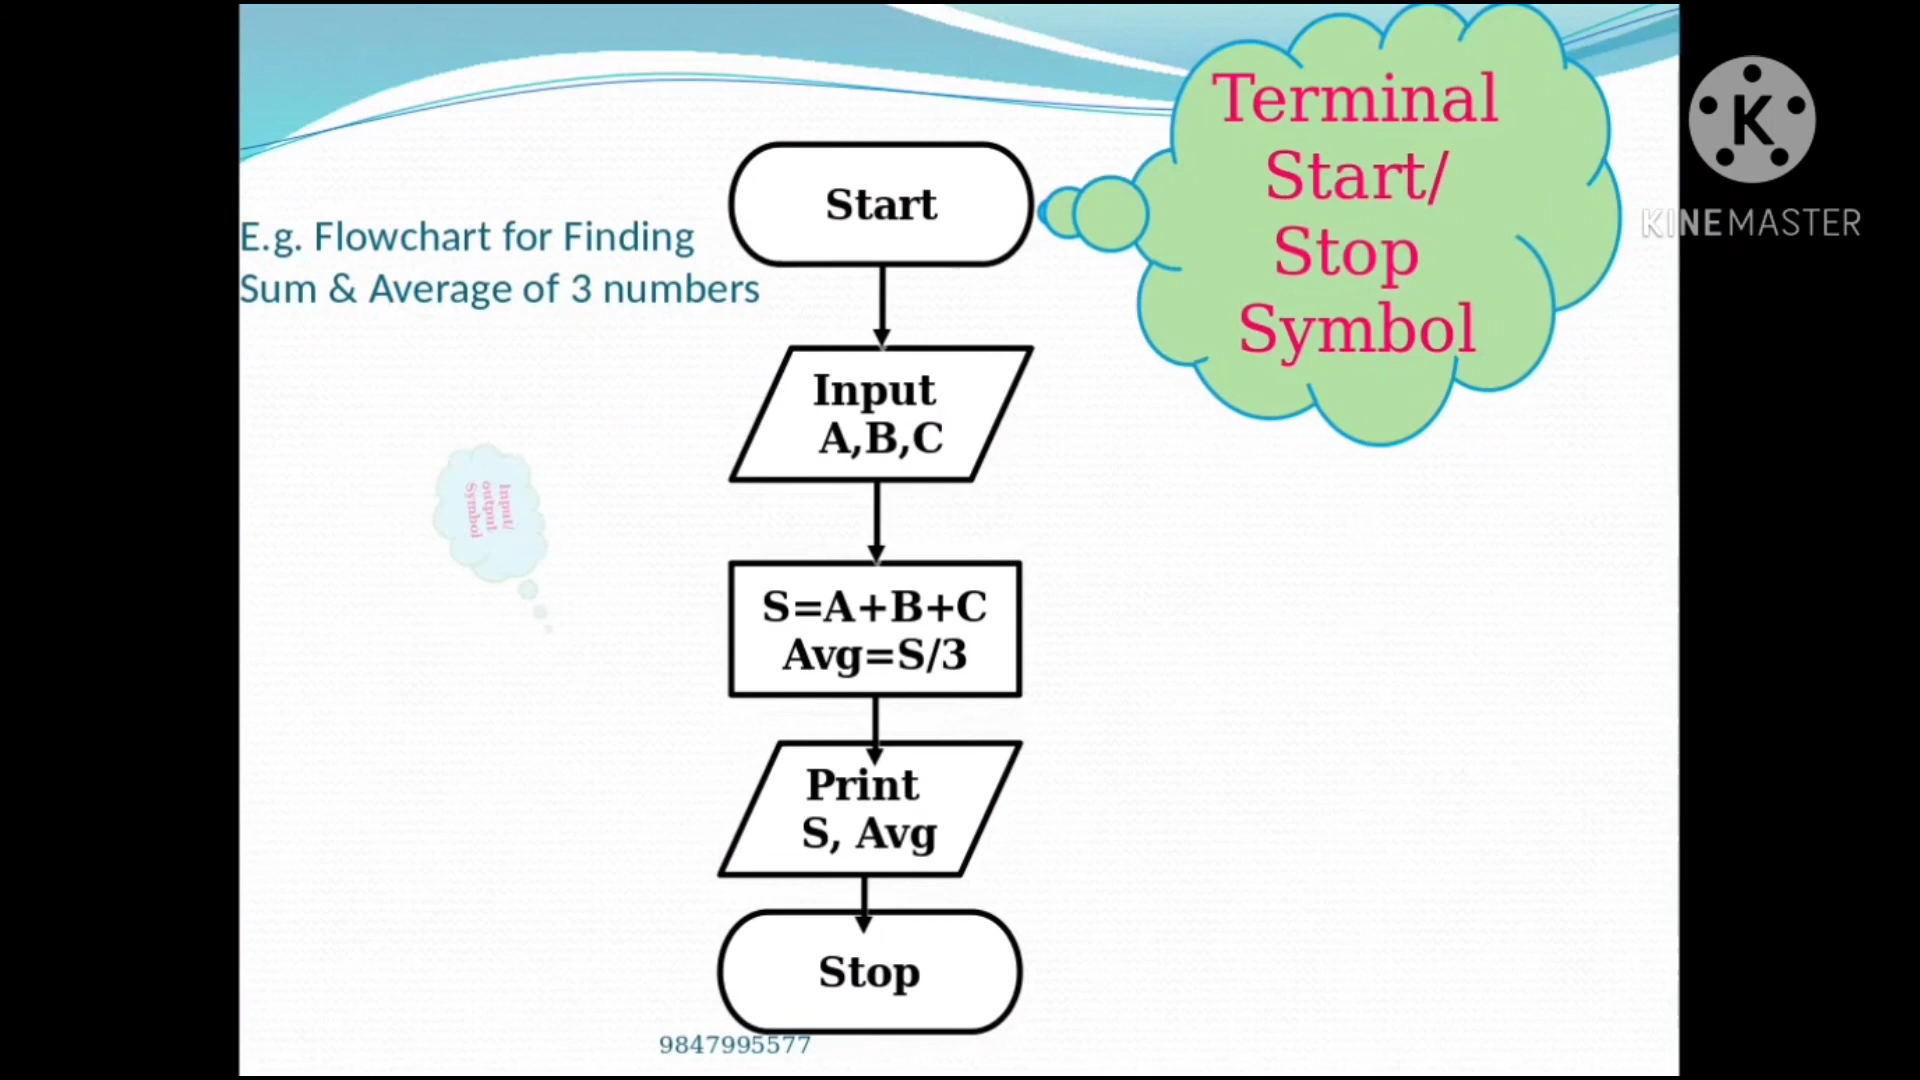 E.g. Flowchart for Finding
Sum & Average of 3 numbers
Start
Terminal
Start/
Stop
Symbol
K
KINEMASTER
Input
A,B,C
Input/
output
Symbol
S=A+B+C
Avg=S/3
Print
S, Avg
Stop
9847995577